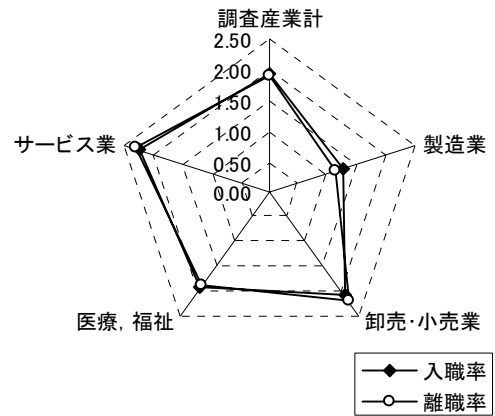 調査産業計
2.50
2.00
1.50
1.00
0.50
0.00
サービス業
製造業
医療, 福祉
卸売・小売業
入職率
離職率